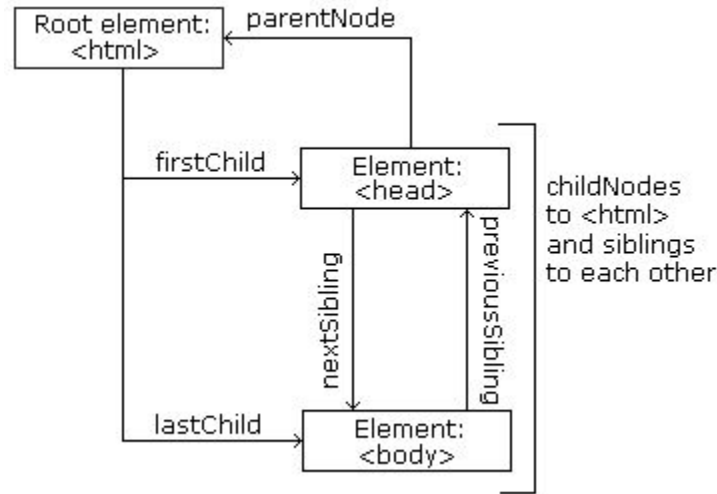 Root element:
<html>
parentNode
firstChild
Element:
<head>
childNodes
to <html>
and siblings
to each other
nextSibling
previousSibling
lastChild
Element:
<body>